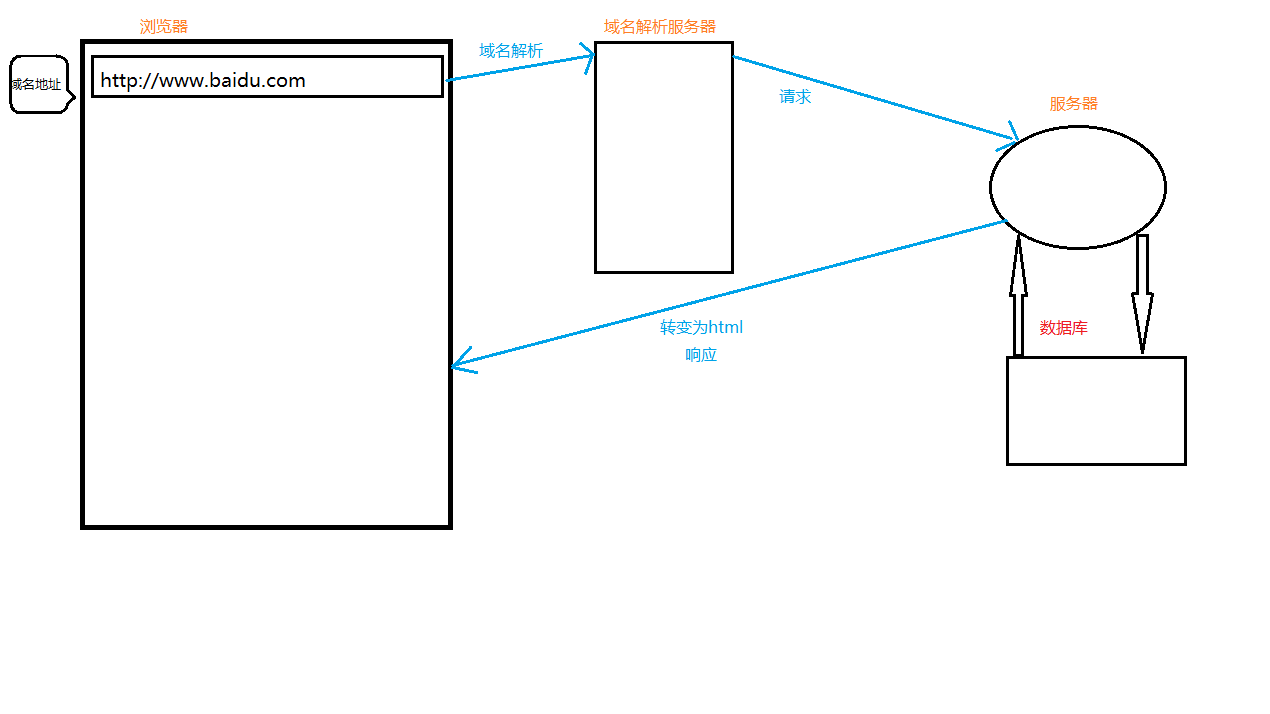 浏览器
域名解析服务器
域名解析
域名地址
http://www.baidu.com
请求
服务器
转变为html
响应
数据库